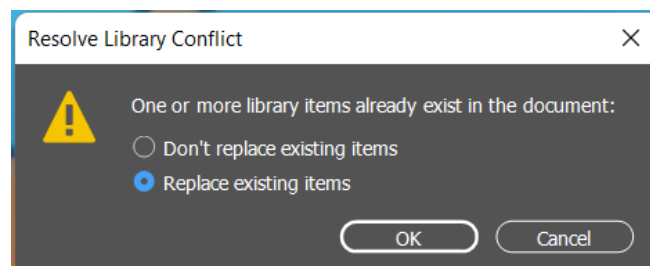 Resolve Library Conflict
One or more library items already exist in the document:
Don't replace existing items
Replace existing items
OK Cancel